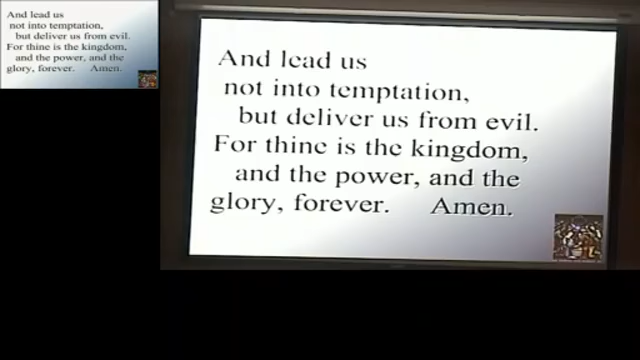 And lead us
not into temptation,
but deliver us from evil.
For thine is the kingdom,
and the power, and the
glory, forever. Amen.
And lead us
not into temptation,
but deliver us from evil.
For thine is the kingdom,
and the power, and the
glory, forever. Amen.